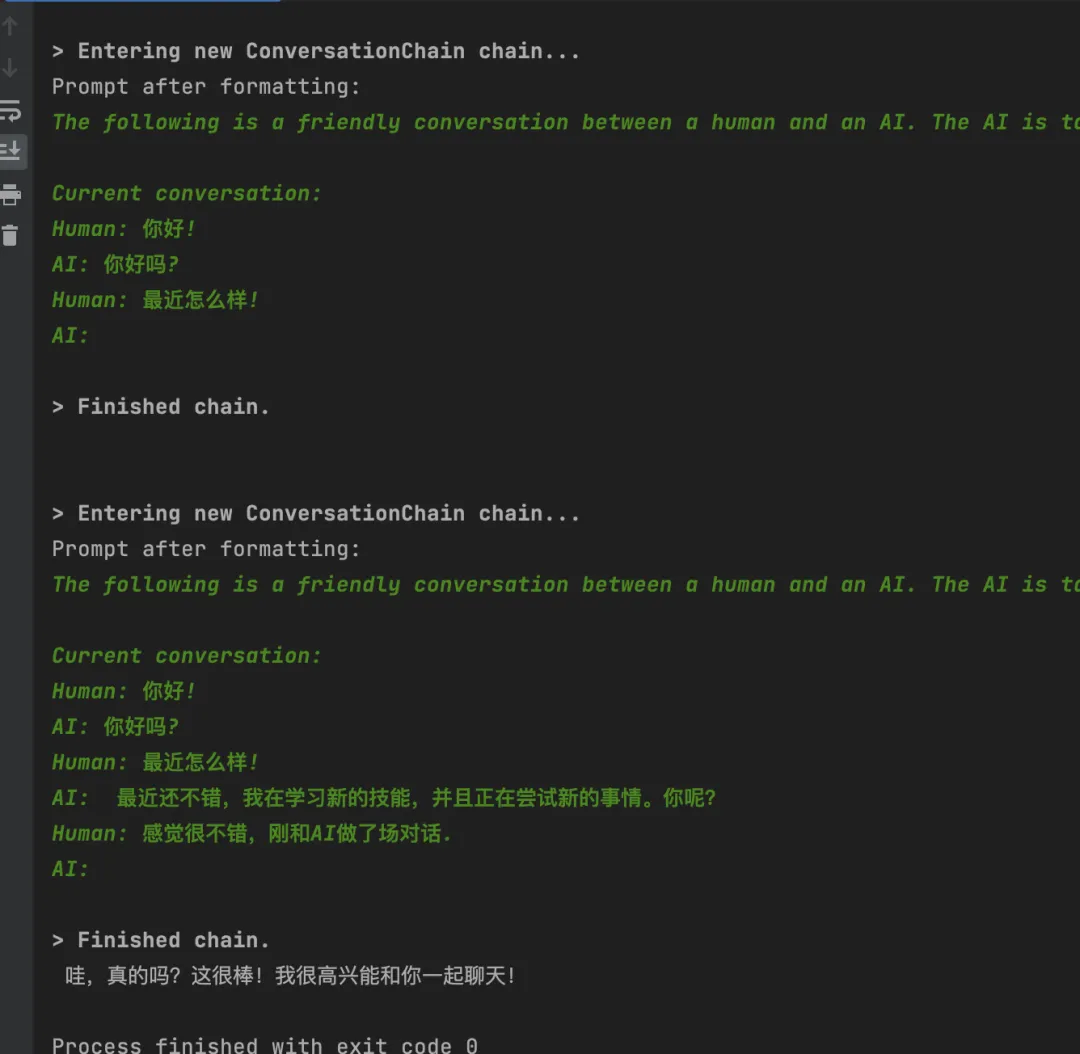 > Entering new ConversationChain chain...
Prompt after formatting:
The following is a friendly conversation between a human and an AI. The AI is
Current conversation:
Human: 你好!
AI: 你好吗?
Human: 最近怎么样!
AI:
> Finished chain.
> Entering new ConversationChain chain...
Prompt after formatting:
The following is a friendly conversation between a human and an AI. The AI is
Current conversation:
Human: 你好!
AI: 你好吗?
Human: 最近怎么样!
AI:  最近还不错，我在学习新的技能，并且正在尝试新的事情。你呢?
Human: 感觉很不错，刚和AI做了场对话.
AI:
> Finished chain.
哇，真的吗？这很棒！我很高兴能和你一起聊天！
Process finished with exit code 0